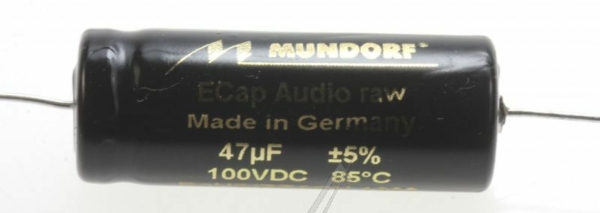 MUNDORF
ECap Audio raw
Made in Germany
47µF ±5%
100VDC 85°C